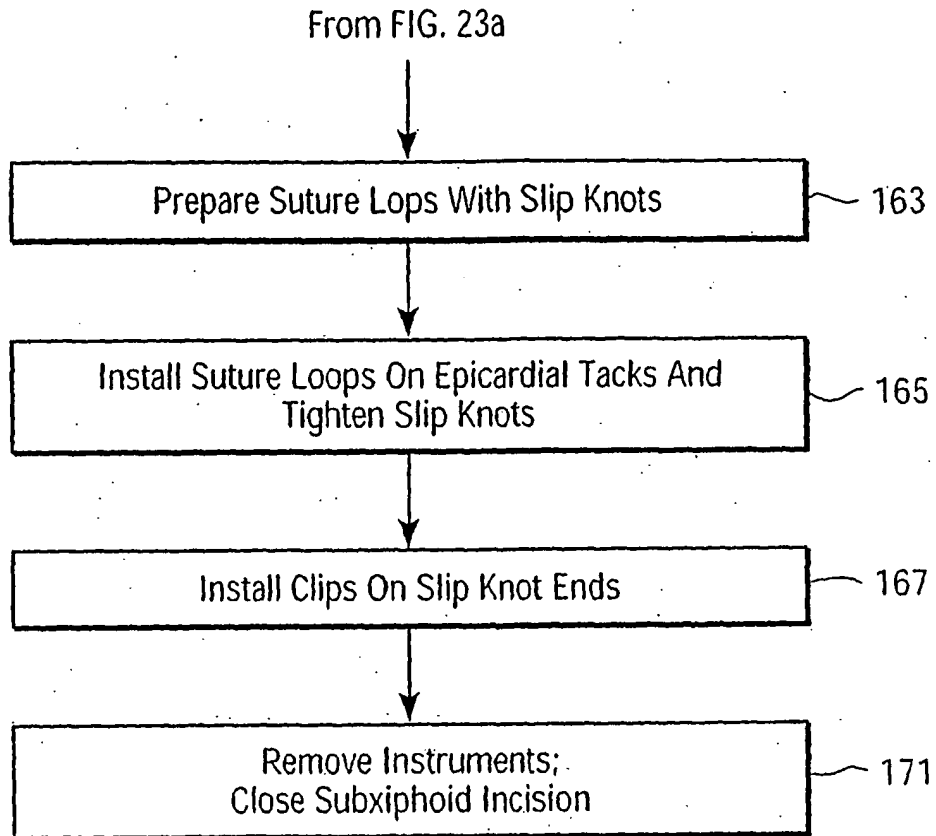 From FIG. 23a
Prepare Suture Lops With Slip Knots
163
Install Suture Loops On Epicardial Tacks And
Tighten Slip Knots
165
Install Clips On Slip Knot Ends
167
Remove Instruments;
Close Subxiphoid Incision
171